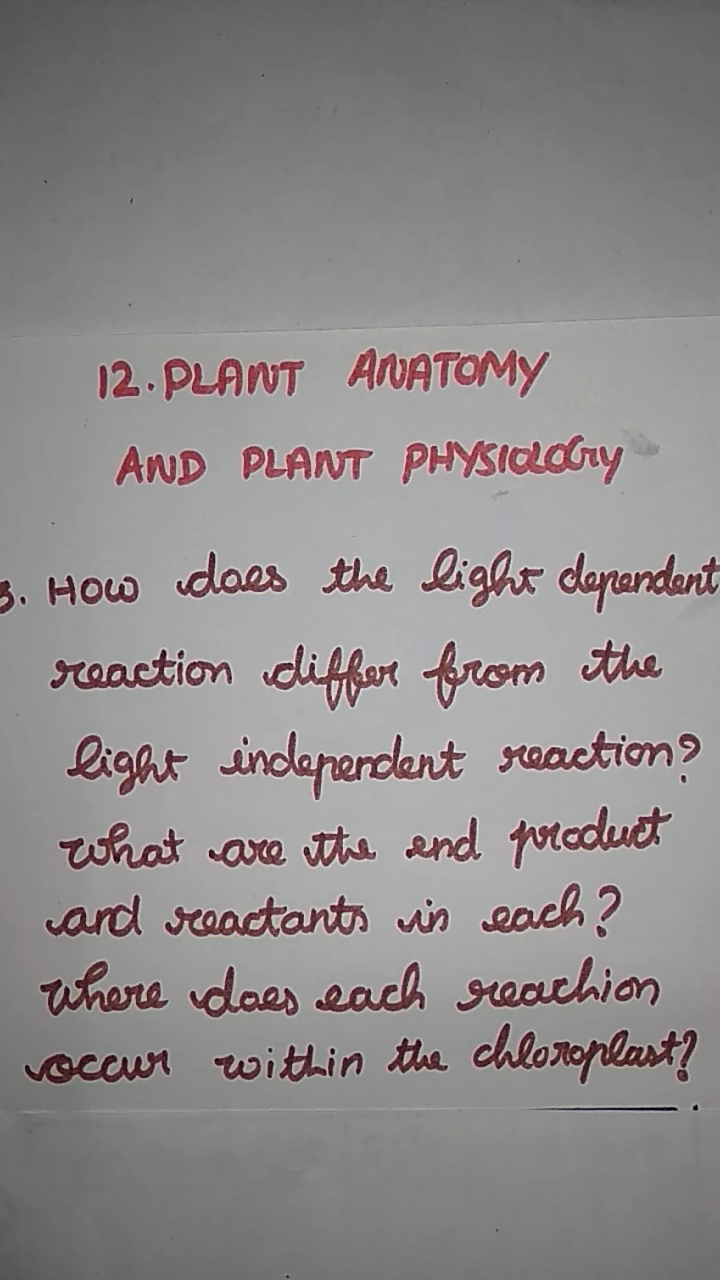 12. PLANT ANATOMY
AND PLANT PHYSIOLOGY
3. How does the light dependent
reaction differ from the
light independent reaction?
what are the end product
and reactants in each?
where does each reachion
occur within the chloroplast?